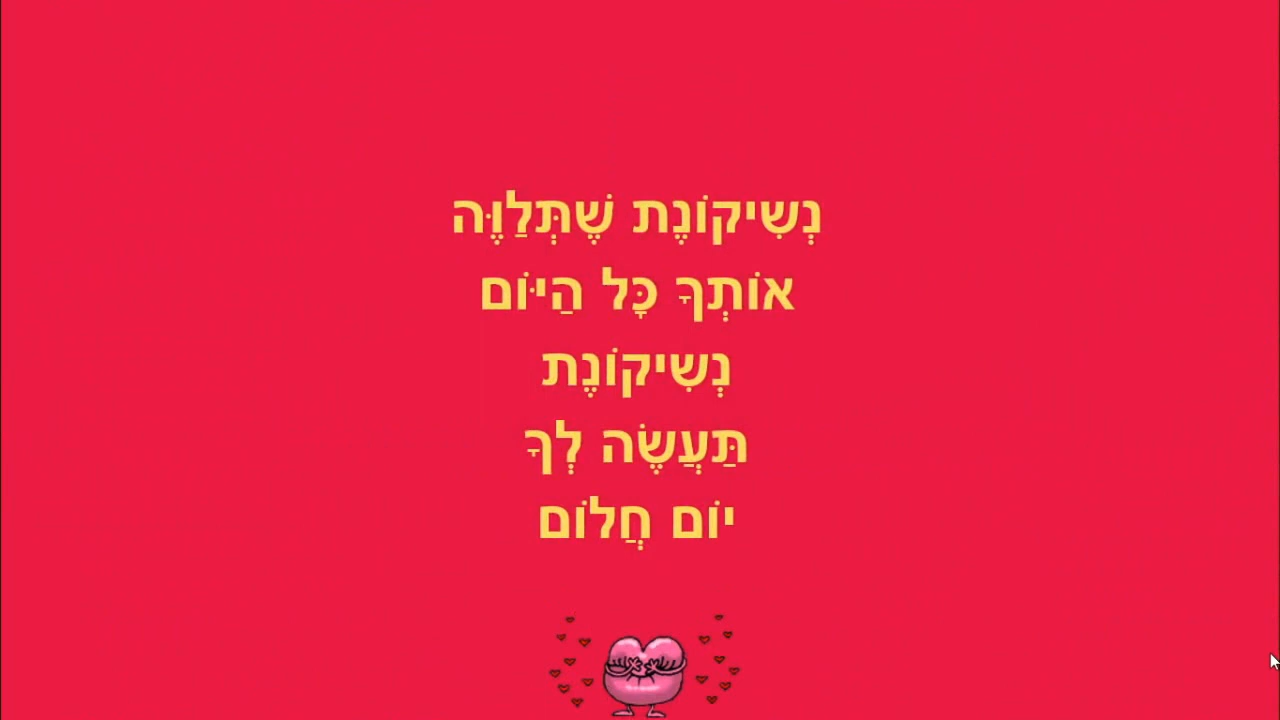 נְשִׁיקוֹנֶת שֶׁתְּלַוֶּה
אוֹתְךָ כָּל הַיּוֹם
נְשִׁיקוֹנֶת
תַּעֲשֶׂה לְךָ
יוֹם חֲלוֹם